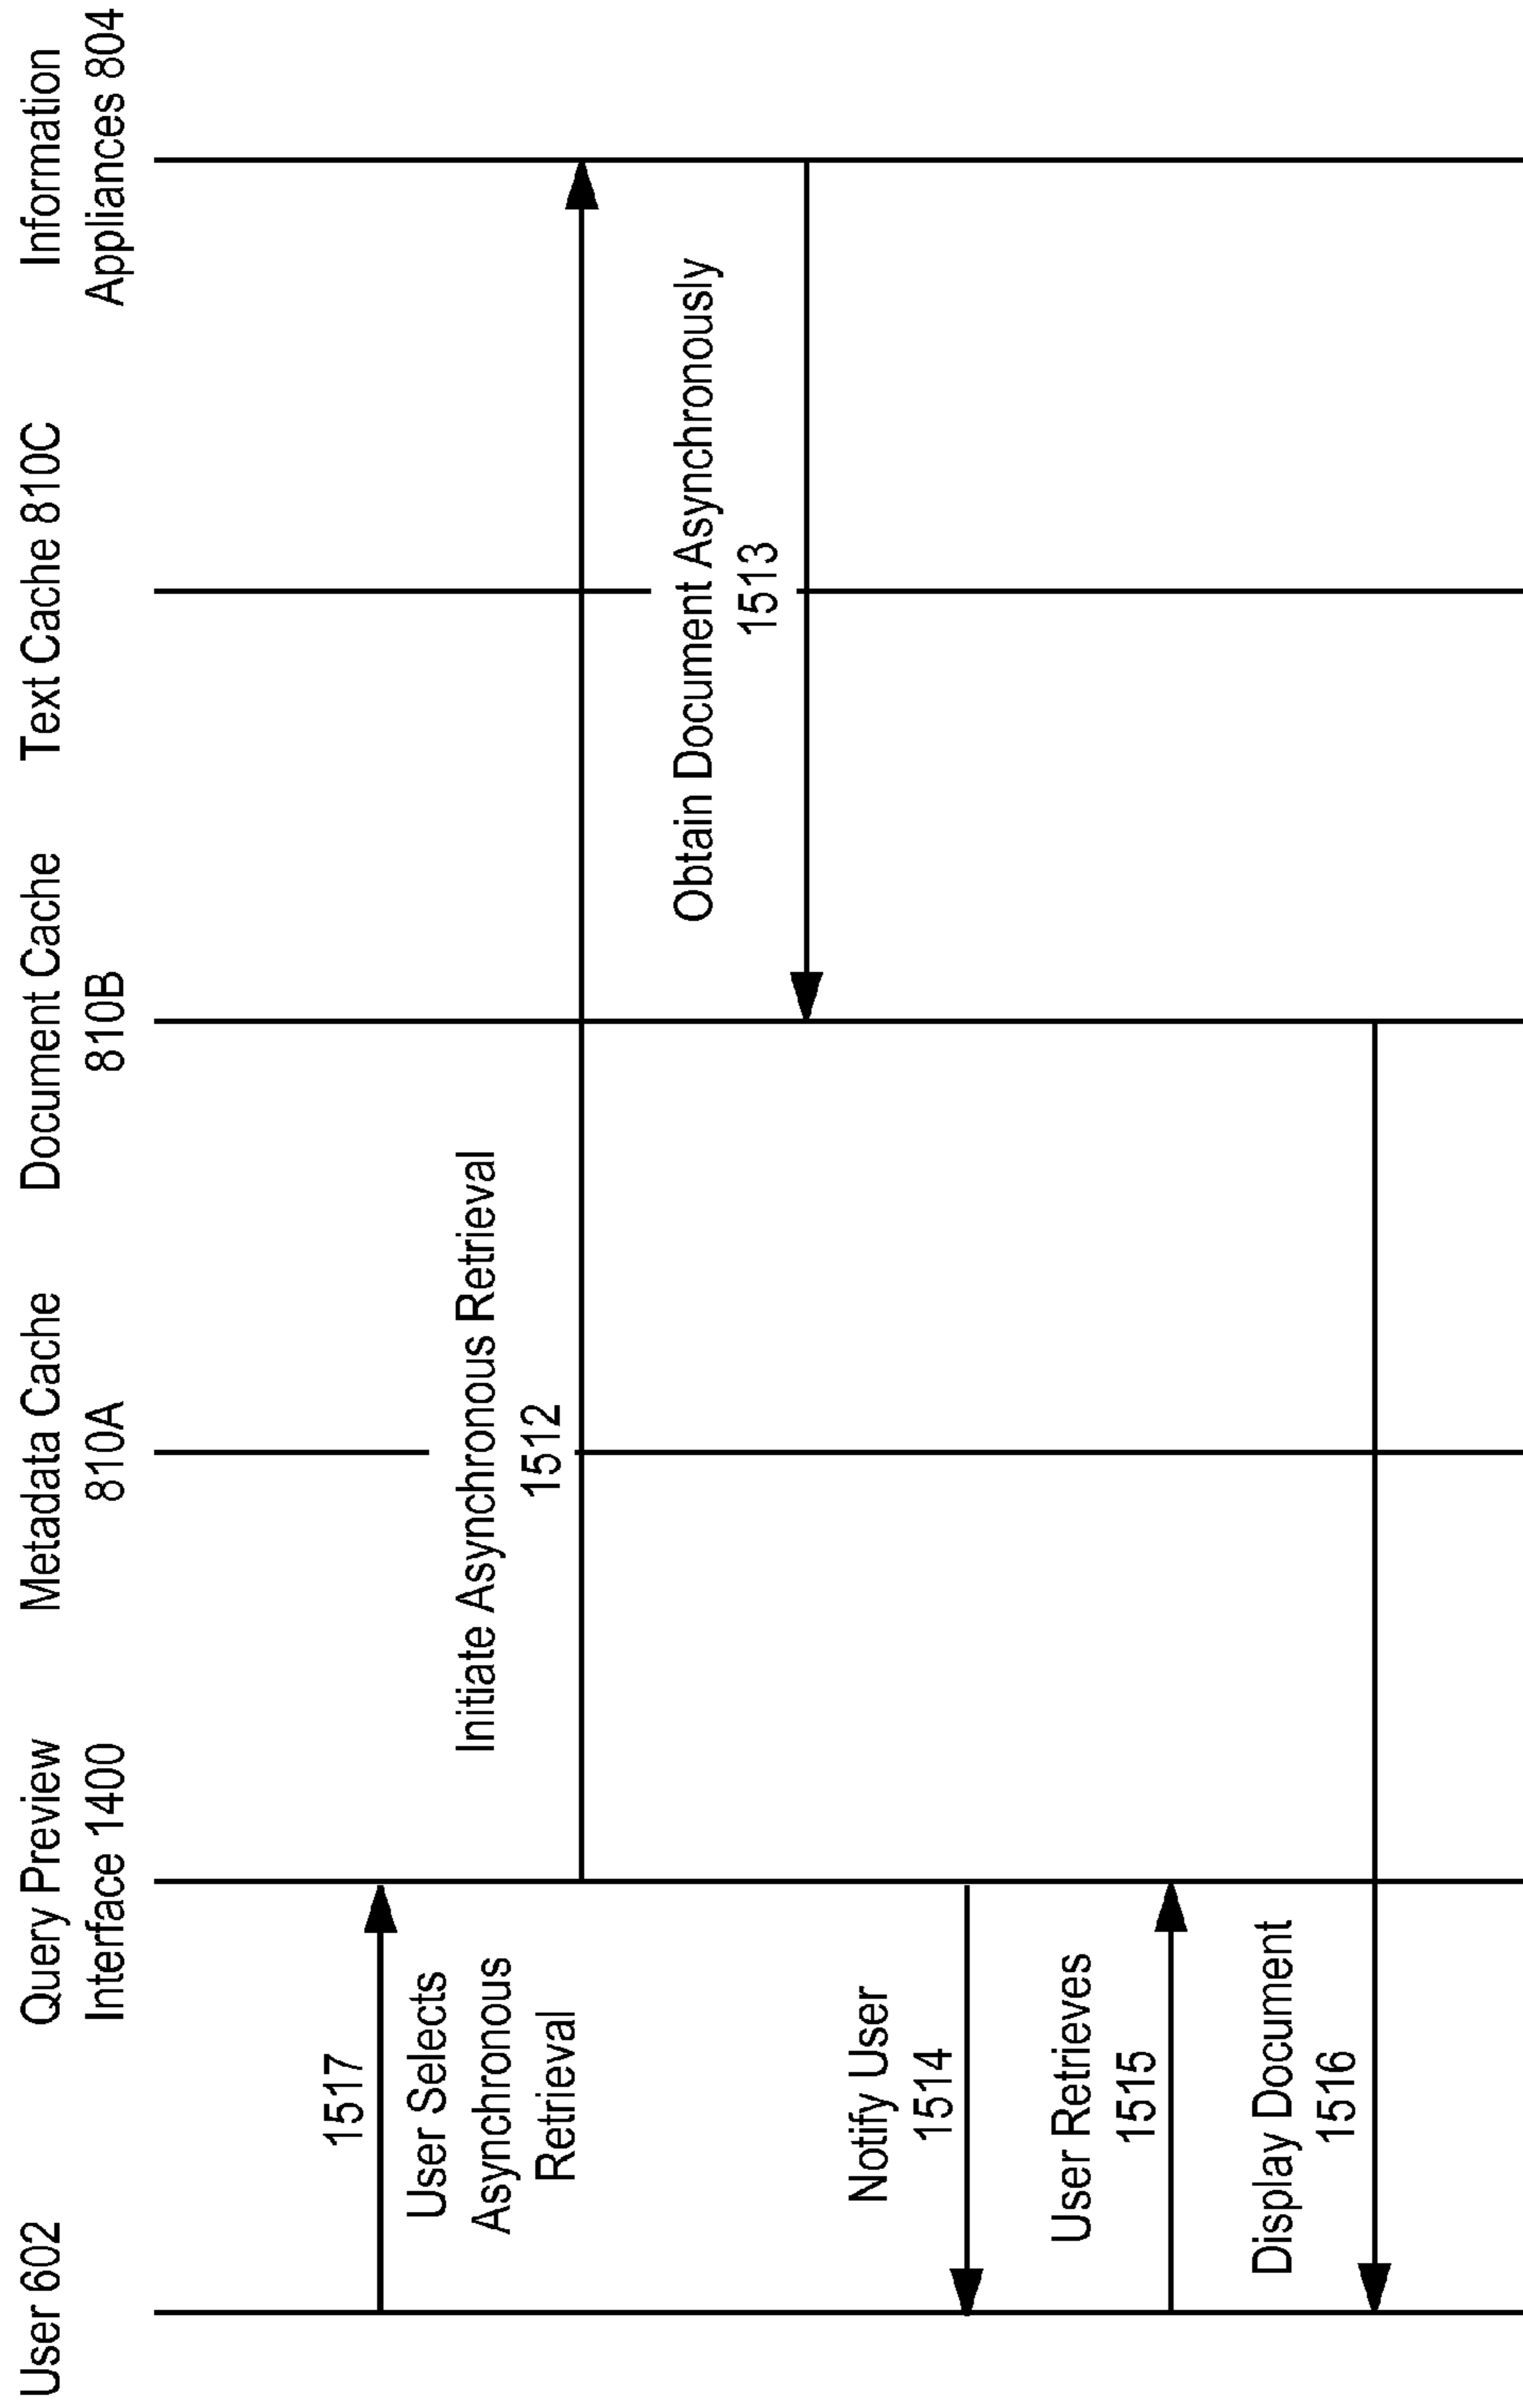 User 602
Query Preview
Interface 1400
Metadata Cache
810A
Document Cache
810B
Text Cache 810C
Information
Appliances 804
1517
User Selects
Asynchronous
Retrieval
Initiate Asynchronous Retrieval
1512
Obtain Document Asynchronously
1513
Notify User
1514
User Retrieves
1515
Display Document
1516